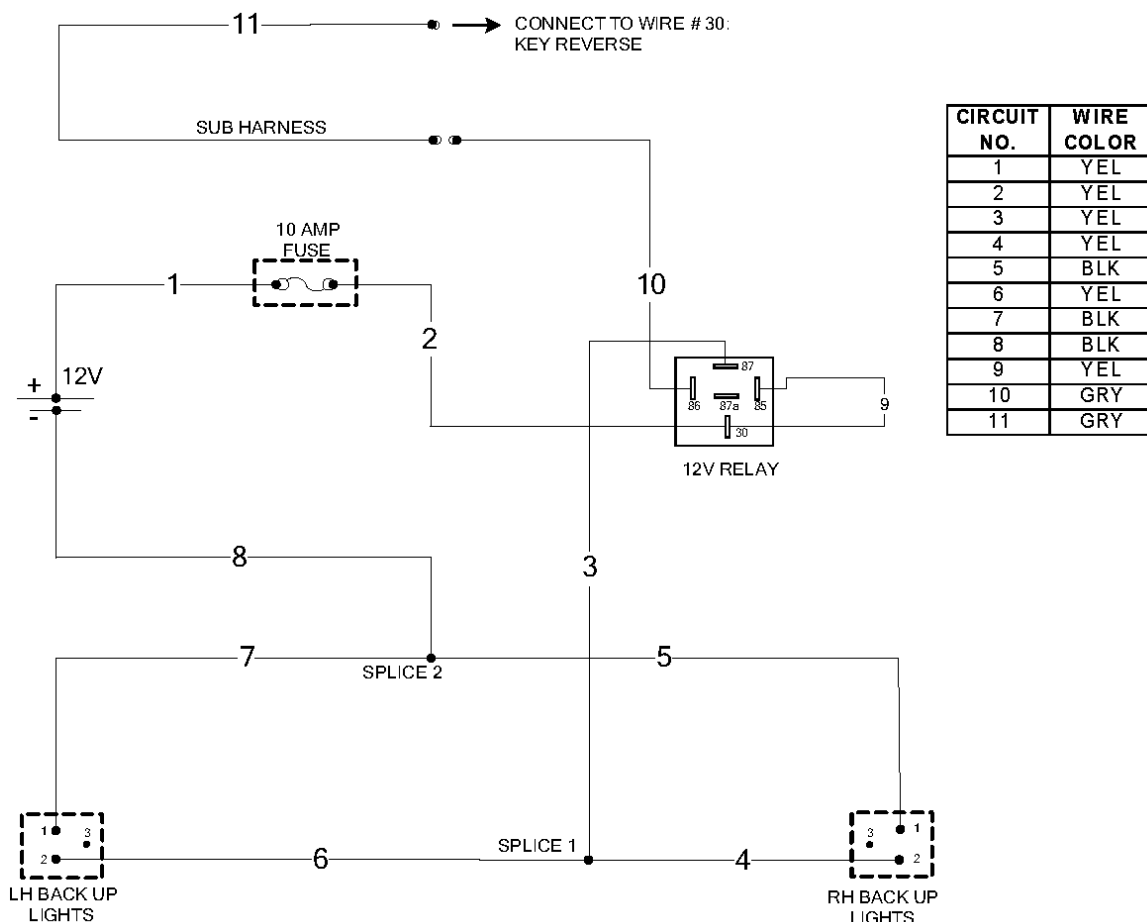 11
CONNECT TO WIRE # 30:
KEY REVERSE
SUB HARNESS
CIRCUIT NO. WIRE COLOR
1 YEL
2 YEL
3 YEL
4 YEL
5 BLK
6 YEL
7 BLK
8 BLK
9 YEL
10 GRY
11 GRY
10 AMP
FUSE
1
10
2
+ 12V
-
87
86 87a 85
30
9
12V RELAY
8
3
7
5
SPLICE 2
1 3
2
LH BACK UP
LIGHTS
6
SPLICE 1
4
3 1
2
RH BACK UP
LIGHTS